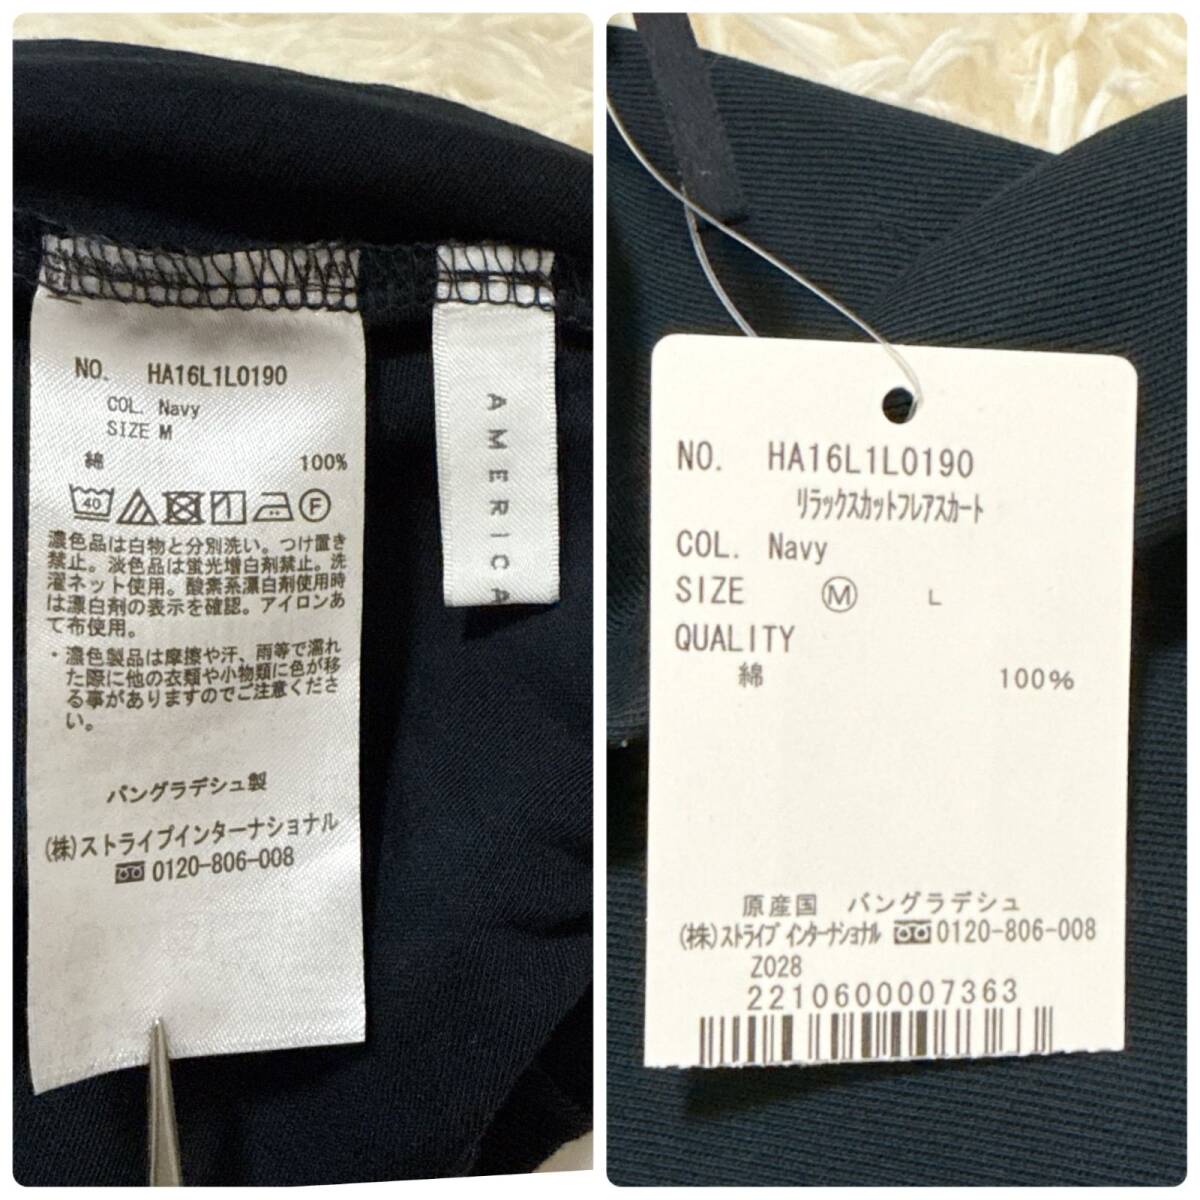 NO. HA16L1L0190
COL. Navy
SIZE M
綿 100%
40
F
濃色品は白物と分別洗い。つけ置き
禁止。淡色品は蛍光増白剤禁止。洗
濯ネット使用。酸素系漂白剤使用時
は漂白剤の表示を確認。アイロンあ
て布使用。
・濃色製品は摩擦や汗、雨等で濡れ
た際に他の衣類や小物類に色が移
る事がありますのでご注意くださ
い。
バングラデシュ製
(株)ストライプインターナショナル
0120-806-008
AMERICA
NO. HA16L1L0190
リラックスカットフレアスカート
COL. Navy
SIZE M L
QUALITY
綿 100%
原産国 バングラデシュ
(株)ストライプインターナショナル 0120-806-008
Z028
2210600007363